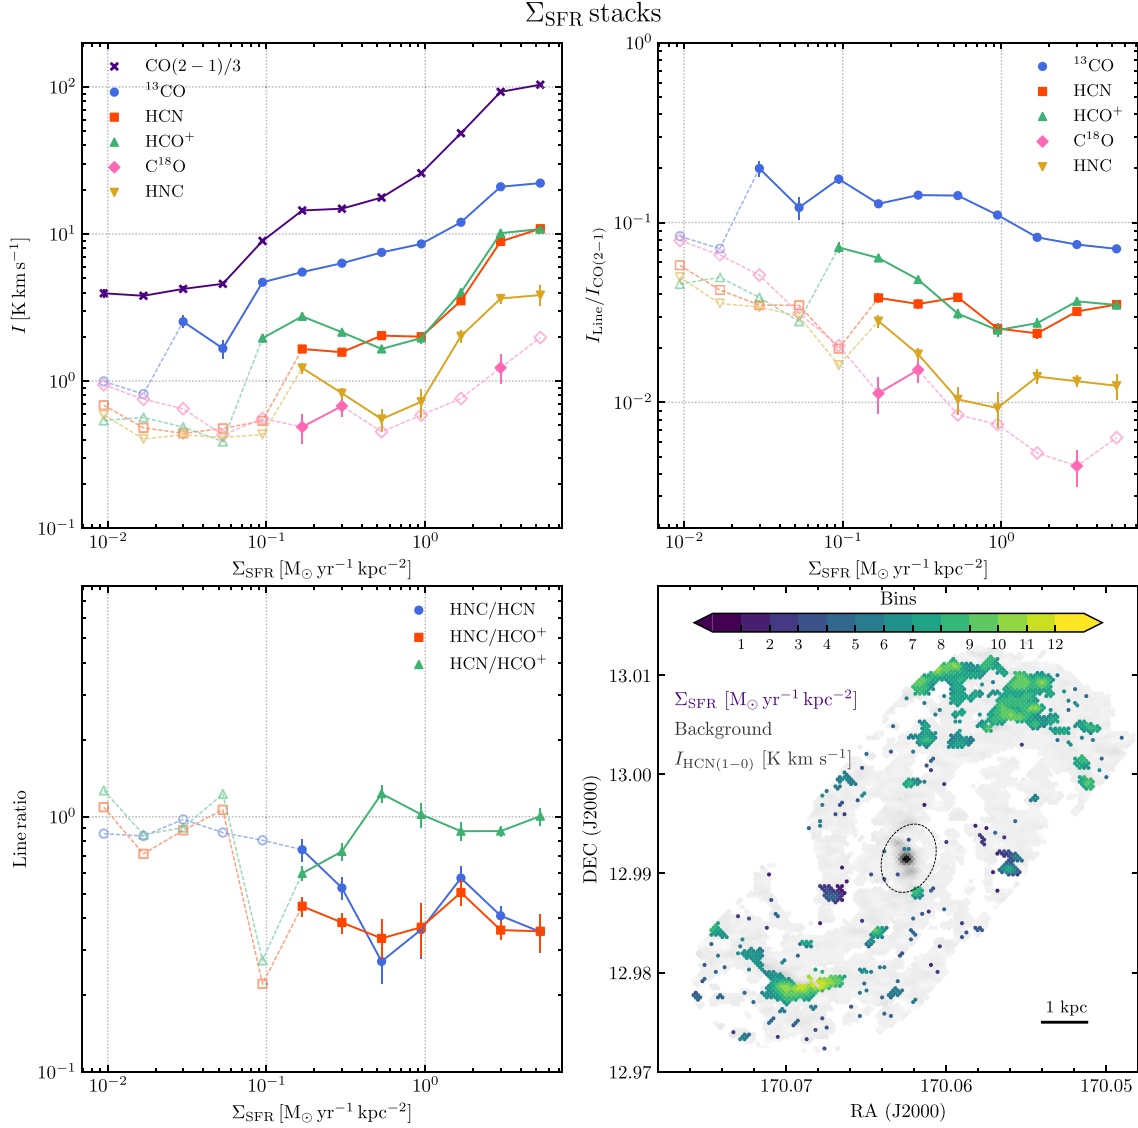 Σ_SFR stacks
10²
10¹
10⁰
10⁻¹
I [K km s⁻¹]
CO(2 − 1)/3
¹³CO
HCN
HCO⁺
C¹⁸O
HNC
10⁻² 10⁻¹ 10⁰
Σ_SFR [M_⊙ yr⁻¹ kpc⁻²]
10⁰
10⁻¹
10⁻²
I_Line/I_CO(2−1)
¹³CO
HCN
HCO⁺
C¹⁸O
HNC
10⁻² 10⁻¹ 10⁰
Σ_SFR [M_⊙ yr⁻¹ kpc⁻²]
10⁰
10⁻¹
Line ratio
HNC/HCN
HNC/HCO⁺
HCN/HCO⁺
10⁻² 10⁻¹ 10⁰
Σ_SFR [M_⊙ yr⁻¹ kpc⁻²]
Bins
1 2 3 4 5 6 7 8 9 10 11 12
Σ_SFR [M_⊙ yr⁻¹ kpc⁻²]
Background
I_HCN(1−0) [K km s⁻¹]
13.01
13.00
12.99
12.98
12.97
DEC (J2000)
1 kpc
170.07 170.06 170.05
RA (J2000)